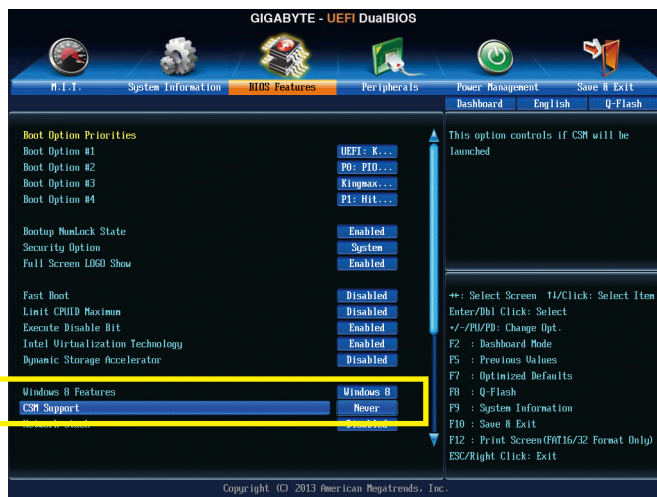 GIGABYTE - UEFI DualBIOS
M.I.T.
System Information
BIOS Features
Peripherals
Power Management
Save & Exit
Dashboard
English
Q-Flash
Boot Option Priorities
Boot Option #1 UEFI: K...
Boot Option #2 P0: PIO...
Boot Option #3 Kingmax...
Boot Option #4 P1: Hit...
Bootup NumLock State Enabled
Security Option System
Full Screen LOGO Show Enabled
Fast Boot Disabled
Limit CPUID Maximum Disabled
Execute Disable Bit Enabled
Intel Virtualization Technology Enabled
Dynamic Storage Accelerator Disabled
Windows 8 Features Windows 8
CSM Support Never
Network stack Disabled
This option controls if CSM will be
launched
→←: Select Screen ↑↓/Click: Select Item
Enter/Dbl Click: Select
+/-/PU/PD: Change Opt.
F2 : Dashboard Mode
F5 : Previous Values
F7 : Optimized Defaults
F8 : Q-Flash
F9 : System Information
F10 : Save & Exit
F12 : Print Screen(FAT16/32 Format Only)
ESC/Right Click: Exit
Copyright (C) 2013 American Megatrends, Inc.